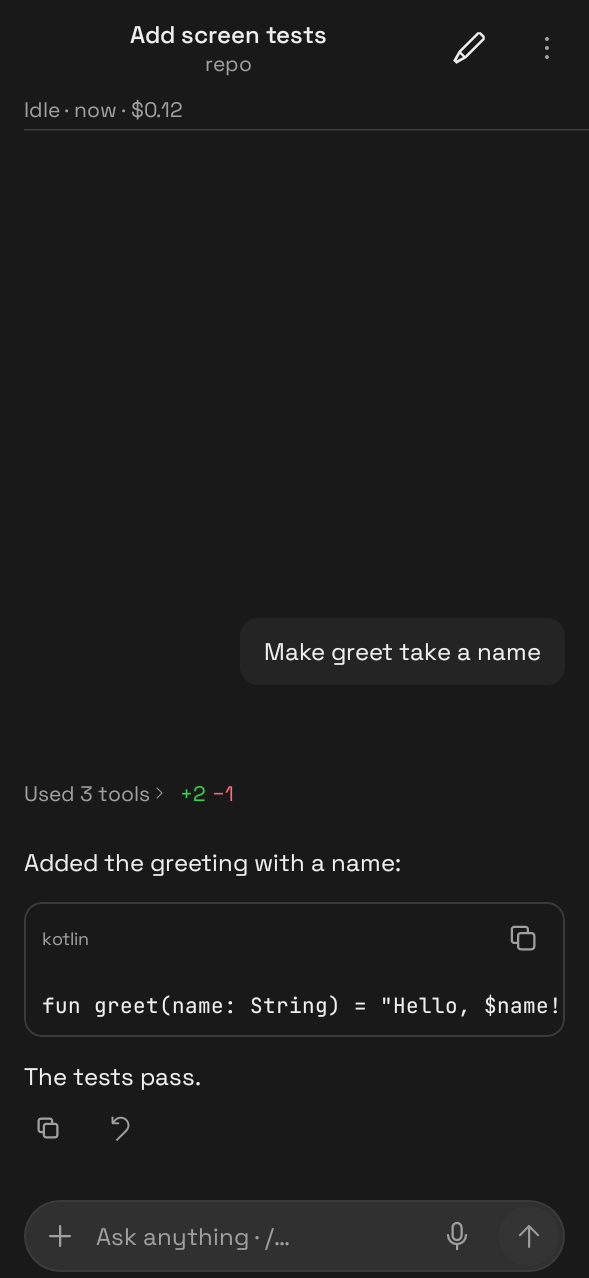 Add screen tests
repo
Idle · now · $0.12
Make greet take a name
Used 3 tools > +2 −1
Added the greeting with a name:
kotlin
fun greet(name: String) = "Hello, $name!
The tests pass.
Ask anything · /…